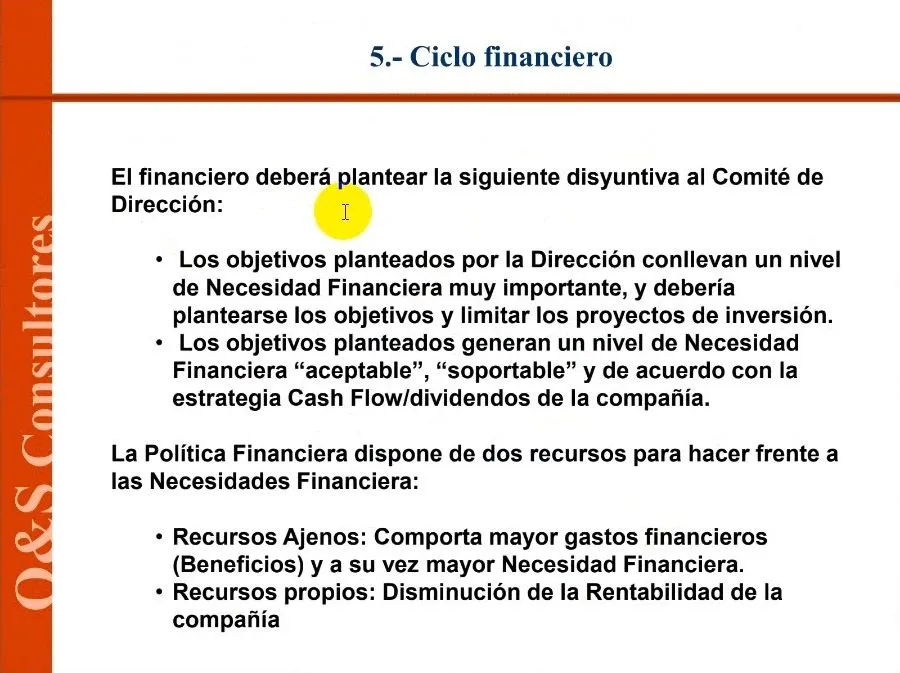 5.- Ciclo financiero
El financiero deberá plantear la siguiente disyuntiva al Comité de
Dirección:
• Los objetivos planteados por la Dirección conllevan un nivel
de Necesidad Financiera muy importante, y debería
plantearse los objetivos y limitar los proyectos de inversión.
• Los objetivos planteados generan un nivel de Necesidad
Financiera “aceptable”, “soportable” y de acuerdo con la
estrategia Cash Flow/dividendos de la compañía.
La Política Financiera dispone de dos recursos para hacer frente a
las Necesidades Financiera:
• Recursos Ajenos: Comporta mayor gastos financieros
(Beneficios) y a su vez mayor Necesidad Financiera.
• Recursos propios: Disminución de la Rentabilidad de la
compañía
O&S Consultores